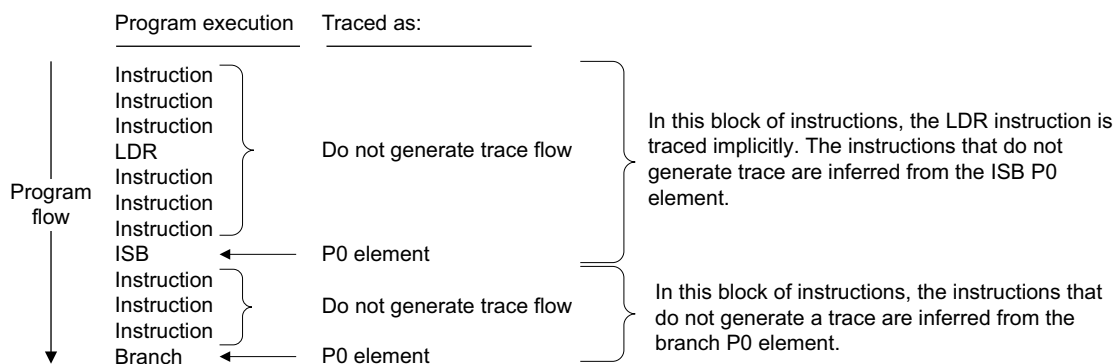 Program execution
Traced as:
Program
flow
Instruction
Instruction
Instruction
LDR
Instruction
Instruction
Instruction
ISB
Instruction
Instruction
Instruction
Branch
Do not generate trace flow
P0 element
Do not generate trace flow
P0 element
In this block of instructions, the LDR instruction is
traced implicitly. The instructions that do not
generate trace are inferred from the ISB P0
element.
In this block of instructions, the instructions that
do not generate a trace are inferred from the
branch P0 element.